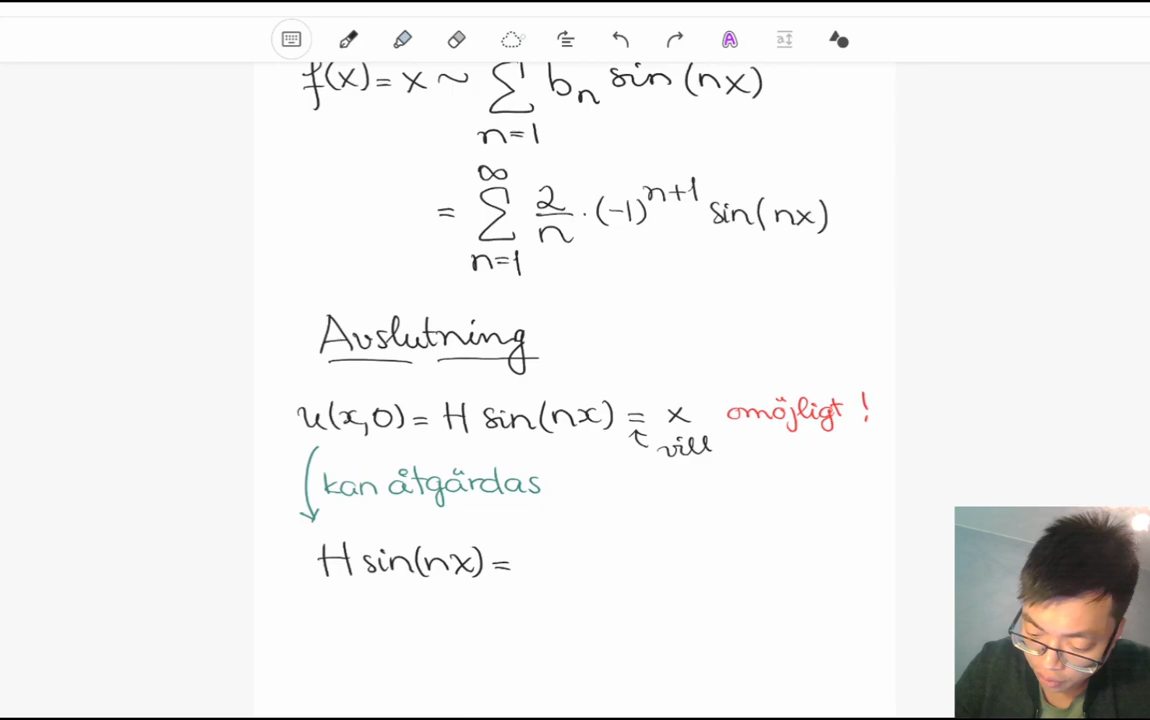 f(x) = x ~ ∑ bn sin(nx)
n=1
∞
= ∑ 2/n · (-1)^n+1 sin(nx)
n=1
Avslutning
u(x,0) = H sin(nx) = x omöjligt !
↑ vill
kan åtgärdas
H sin(nx) =